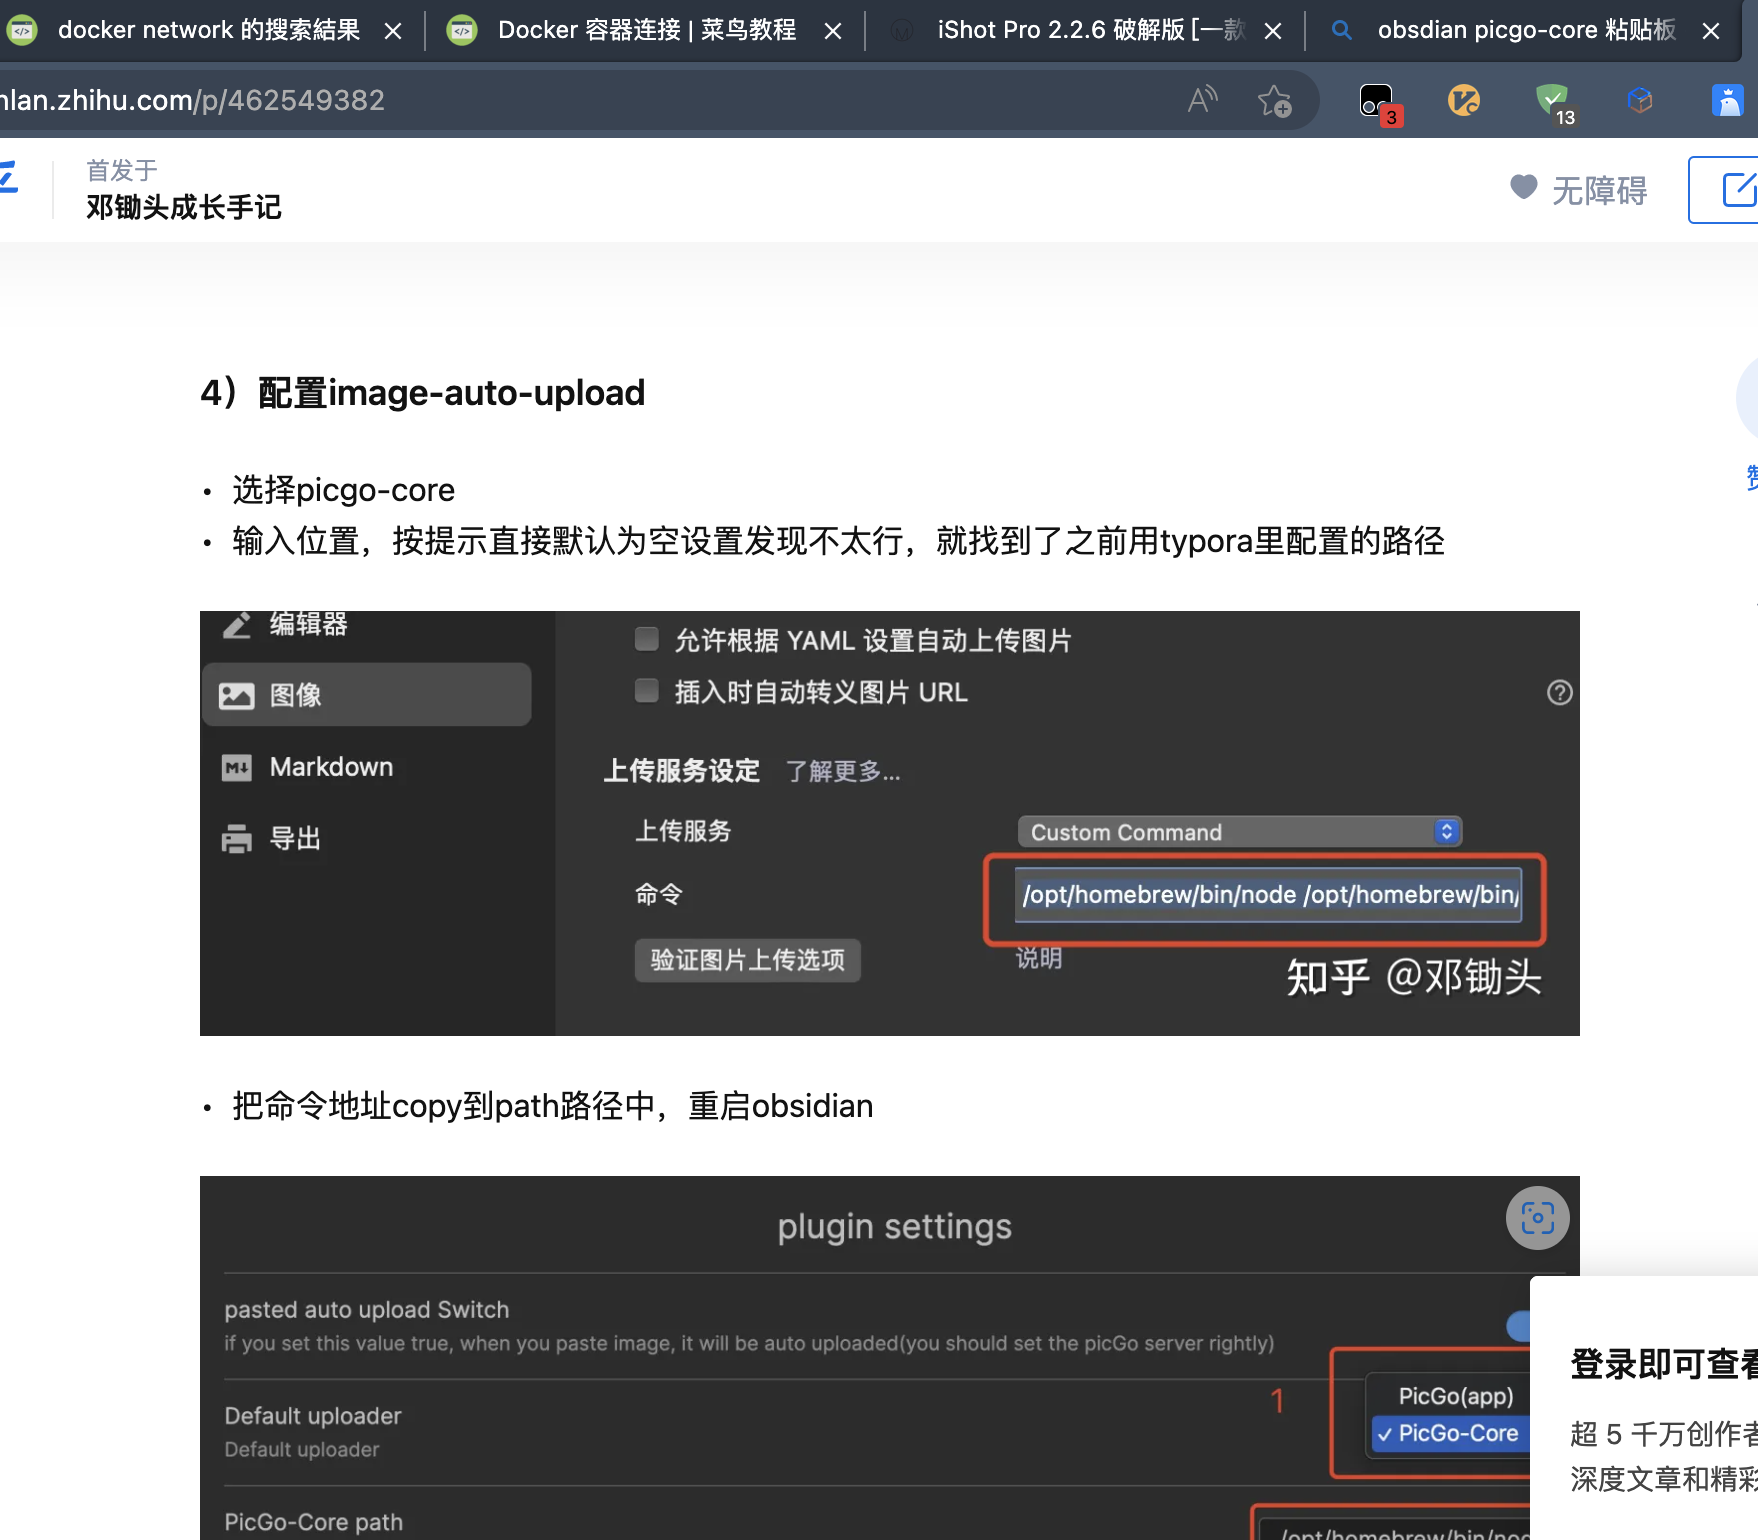 docker network 的搜索結果
Docker 容器连接 | 菜鸟教程
iShot Pro 2.2.6 破解版 [一款
obsdian picgo-core 粘贴板
nlan.zhihu.com/p/462549382
3
13
首发于
邓锄头成长手记
无障碍
4）配置image-auto-upload
• 选择picgo-core
• 输入位置，按提示直接默认为空设置发现不太行，就找到了之前用typora里配置的路径
赞
编辑器
允许根据 YAML 设置自动上传图片
图像
插入时自动转义图片 URL
Markdown
上传服务设定 了解更多...
导出
上传服务 Custom Command
命令 /opt/homebrew/bin/node /opt/homebrew/bin/
验证图片上传选项 说明
知乎 @邓锄头
• 把命令地址copy到path路径中，重启obsidian
plugin settings
pasted auto upload Switch
if you set this value true, when you paste image, it will be auto uploaded(you should set the picGo server rightly)
1
PicGo(app)
Default uploader
✓ PicGo-Core
Default uploader
PicGo-Core path
/opt/homebrew/bin/noc
登录即可查看
超 5 千万创作者
深度文章和精彩